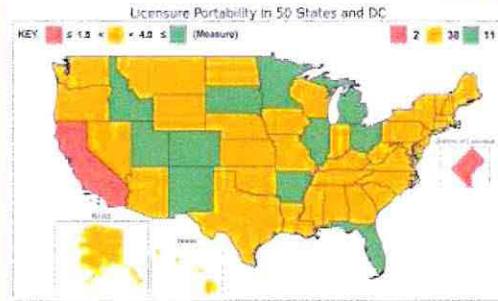 Licensure Portability in 50 States and DC
KEY ≤ 1.5 < < 4.0 ≤ (Measure) 2 38 11